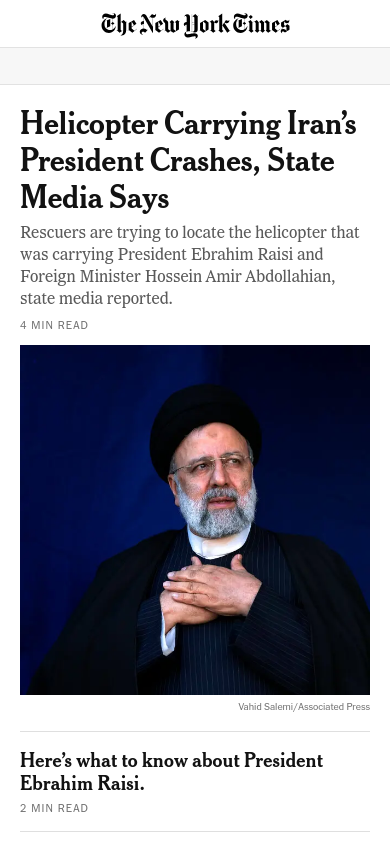 The New York Times
Helicopter Carrying Iran’s
President Crashes, State
Media Says
Rescuers are trying to locate the helicopter that
was carrying President Ebrahim Raisi and
Foreign Minister Hossein Amir Abdollahian,
state media reported.
4 MIN READ
Vahid Salemi/Associated Press
Here’s what to know about President
Ebrahim Raisi.
2 MIN READ